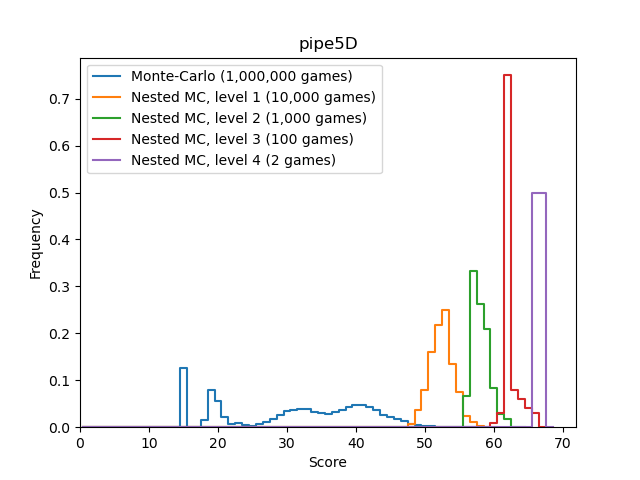 pipe5D
Monte-Carlo (1,000,000 games)
Nested MC, level 1 (10,000 games)
Nested MC, level 2 (1,000 games)
Nested MC, level 3 (100 games)
Nested MC, level 4 (2 games)
Frequency
0.7
0.6
0.5
0.4
0.3
0.2
0.1
0.0
0 10 20 30 40 50 60 70
Score